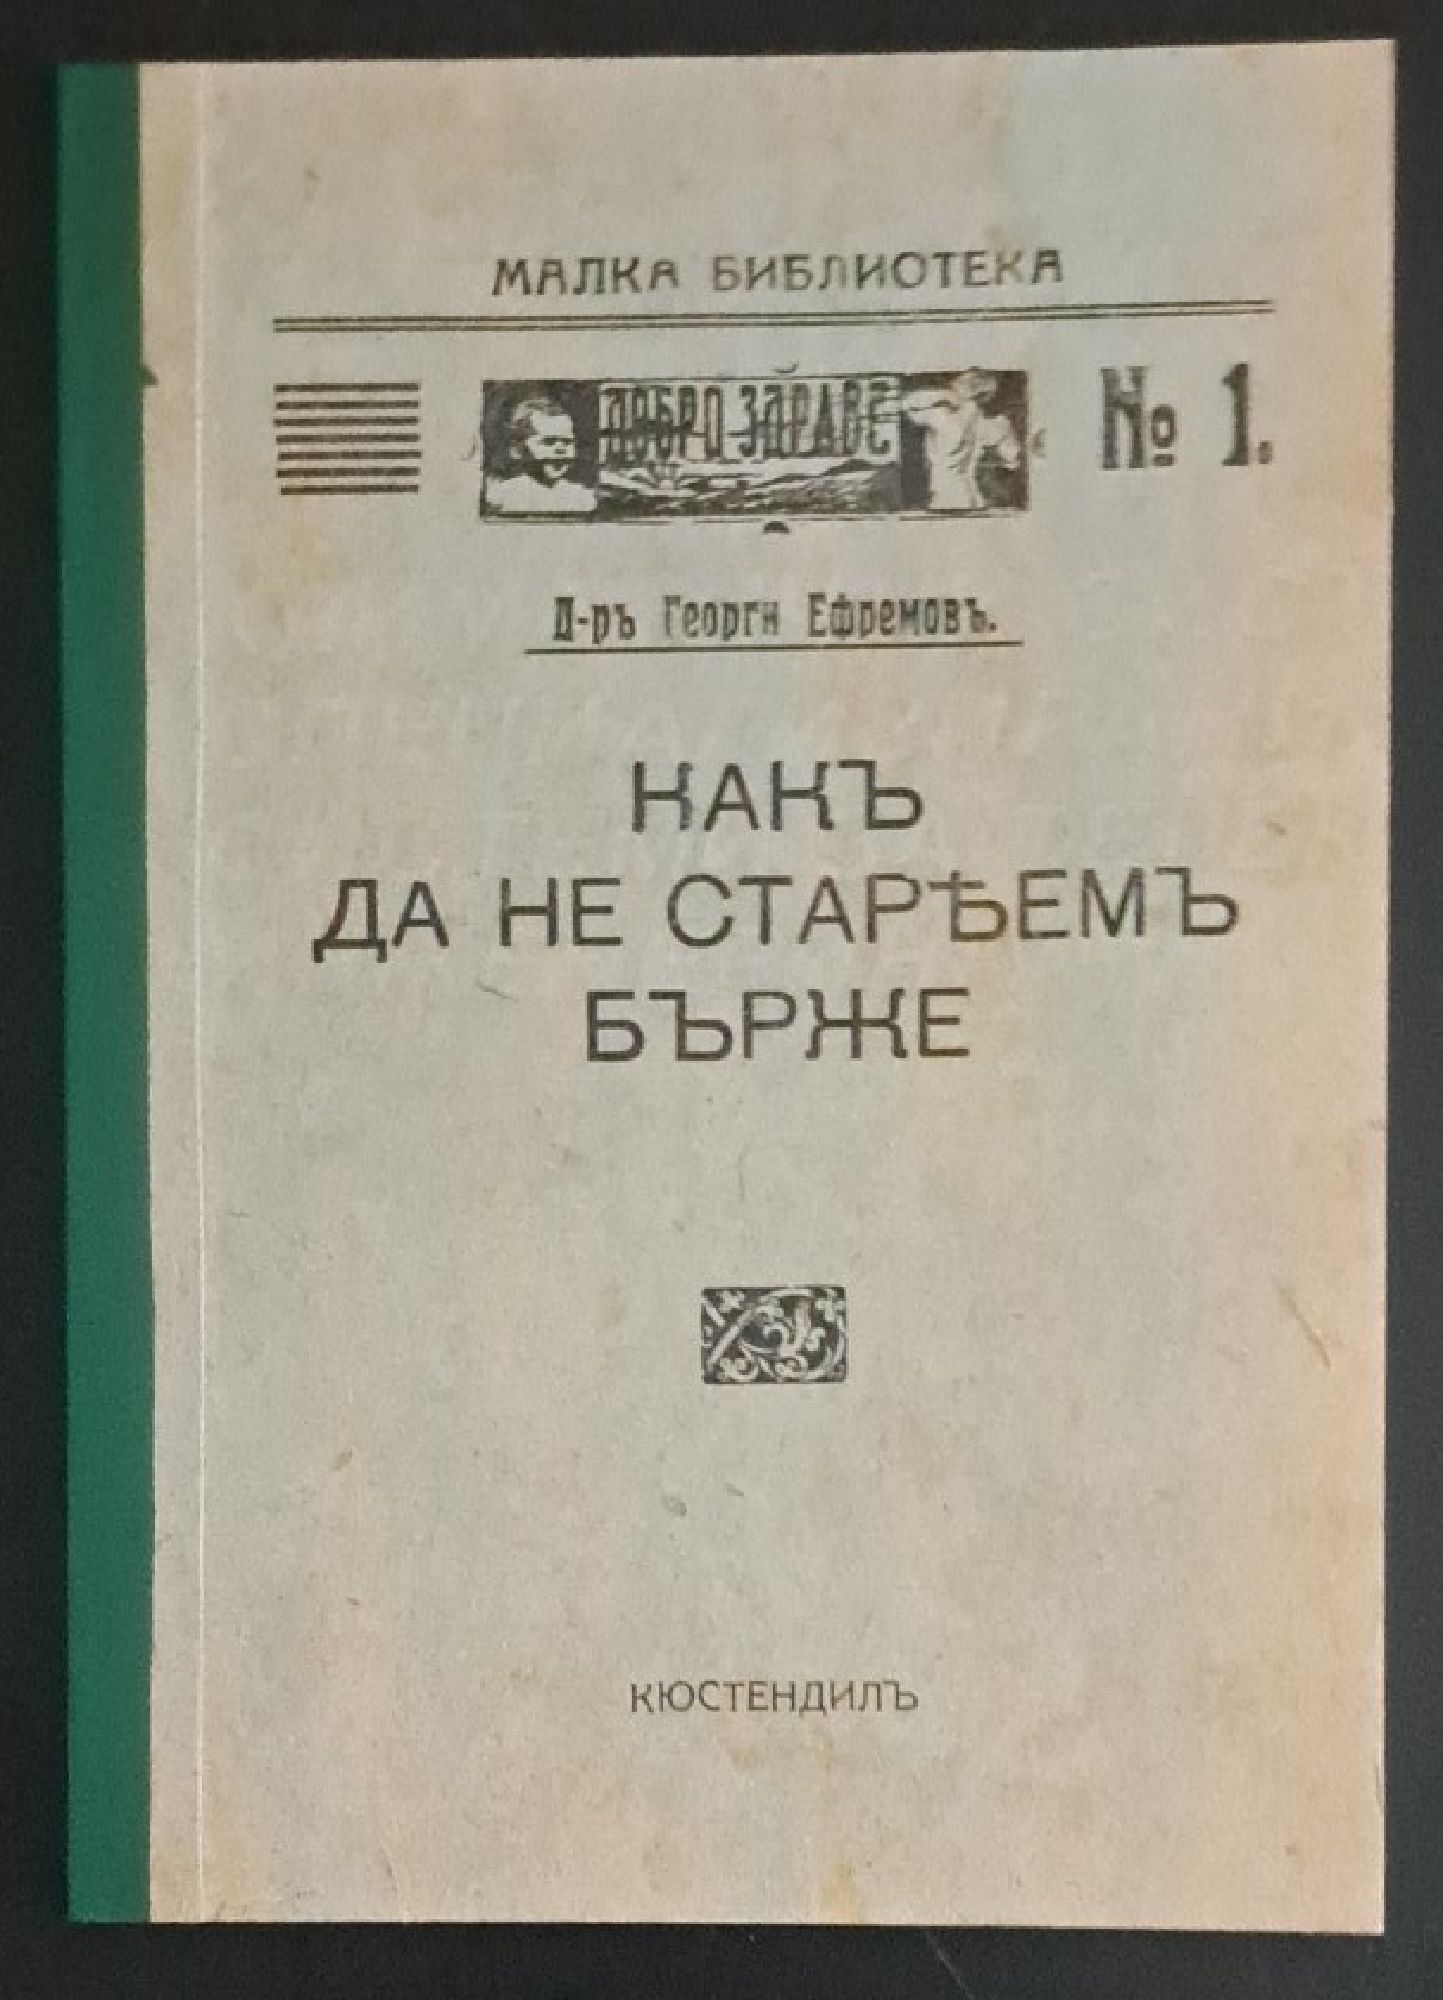 МАЛКА БИБЛИОТЕКА
ДОБРО ЗДРАВЕ № 1.
Д-ръ Георги Ефремовъ.
КАКЪ
ДА НЕ СТАРѢЕМЪ
БЪРЖЕ
КЮСТЕНДИЛЪ